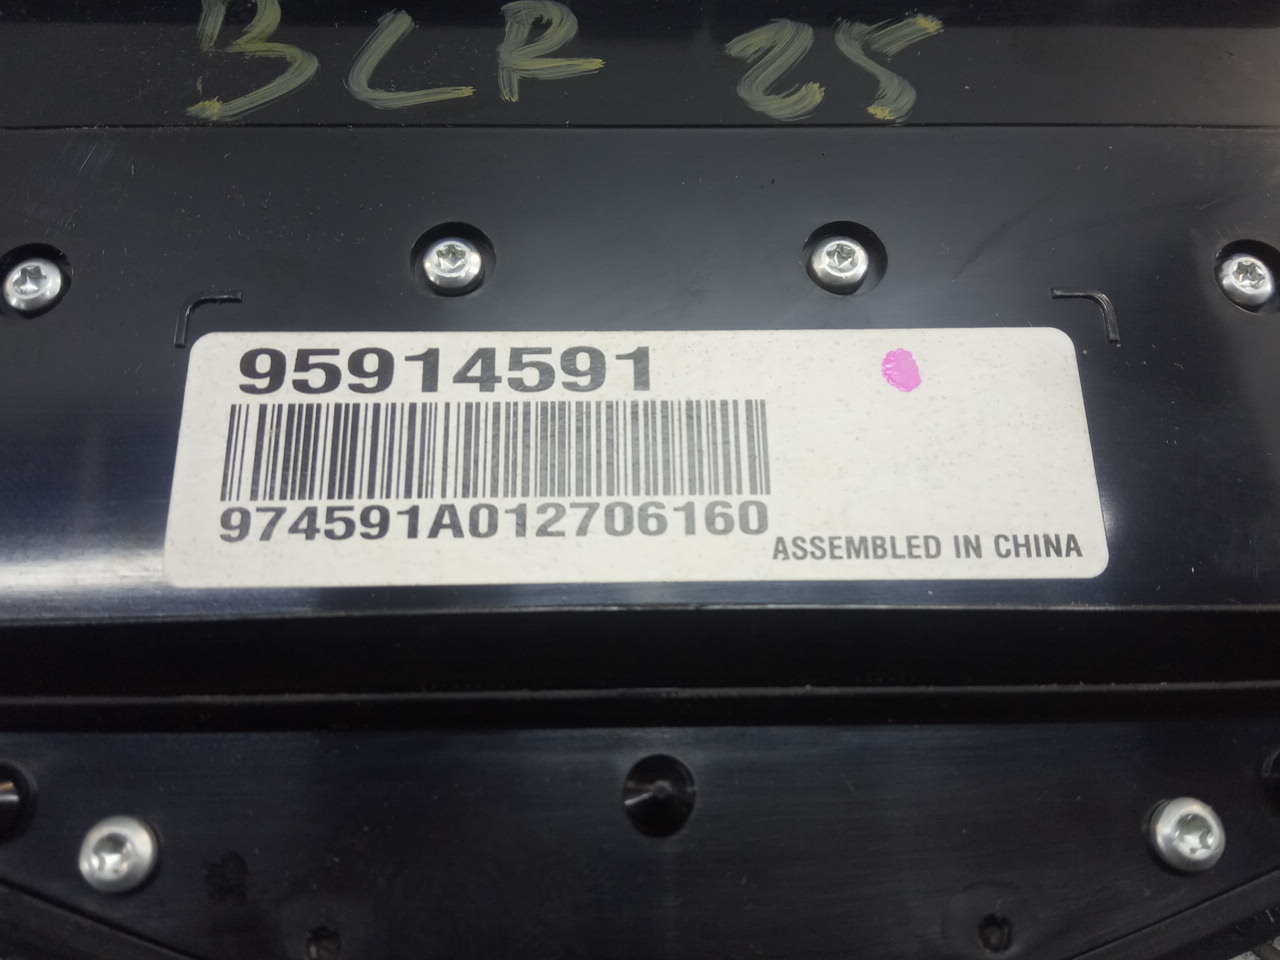 BLR 25
95914591
974591A012706160
ASSEMBLED IN CHINA